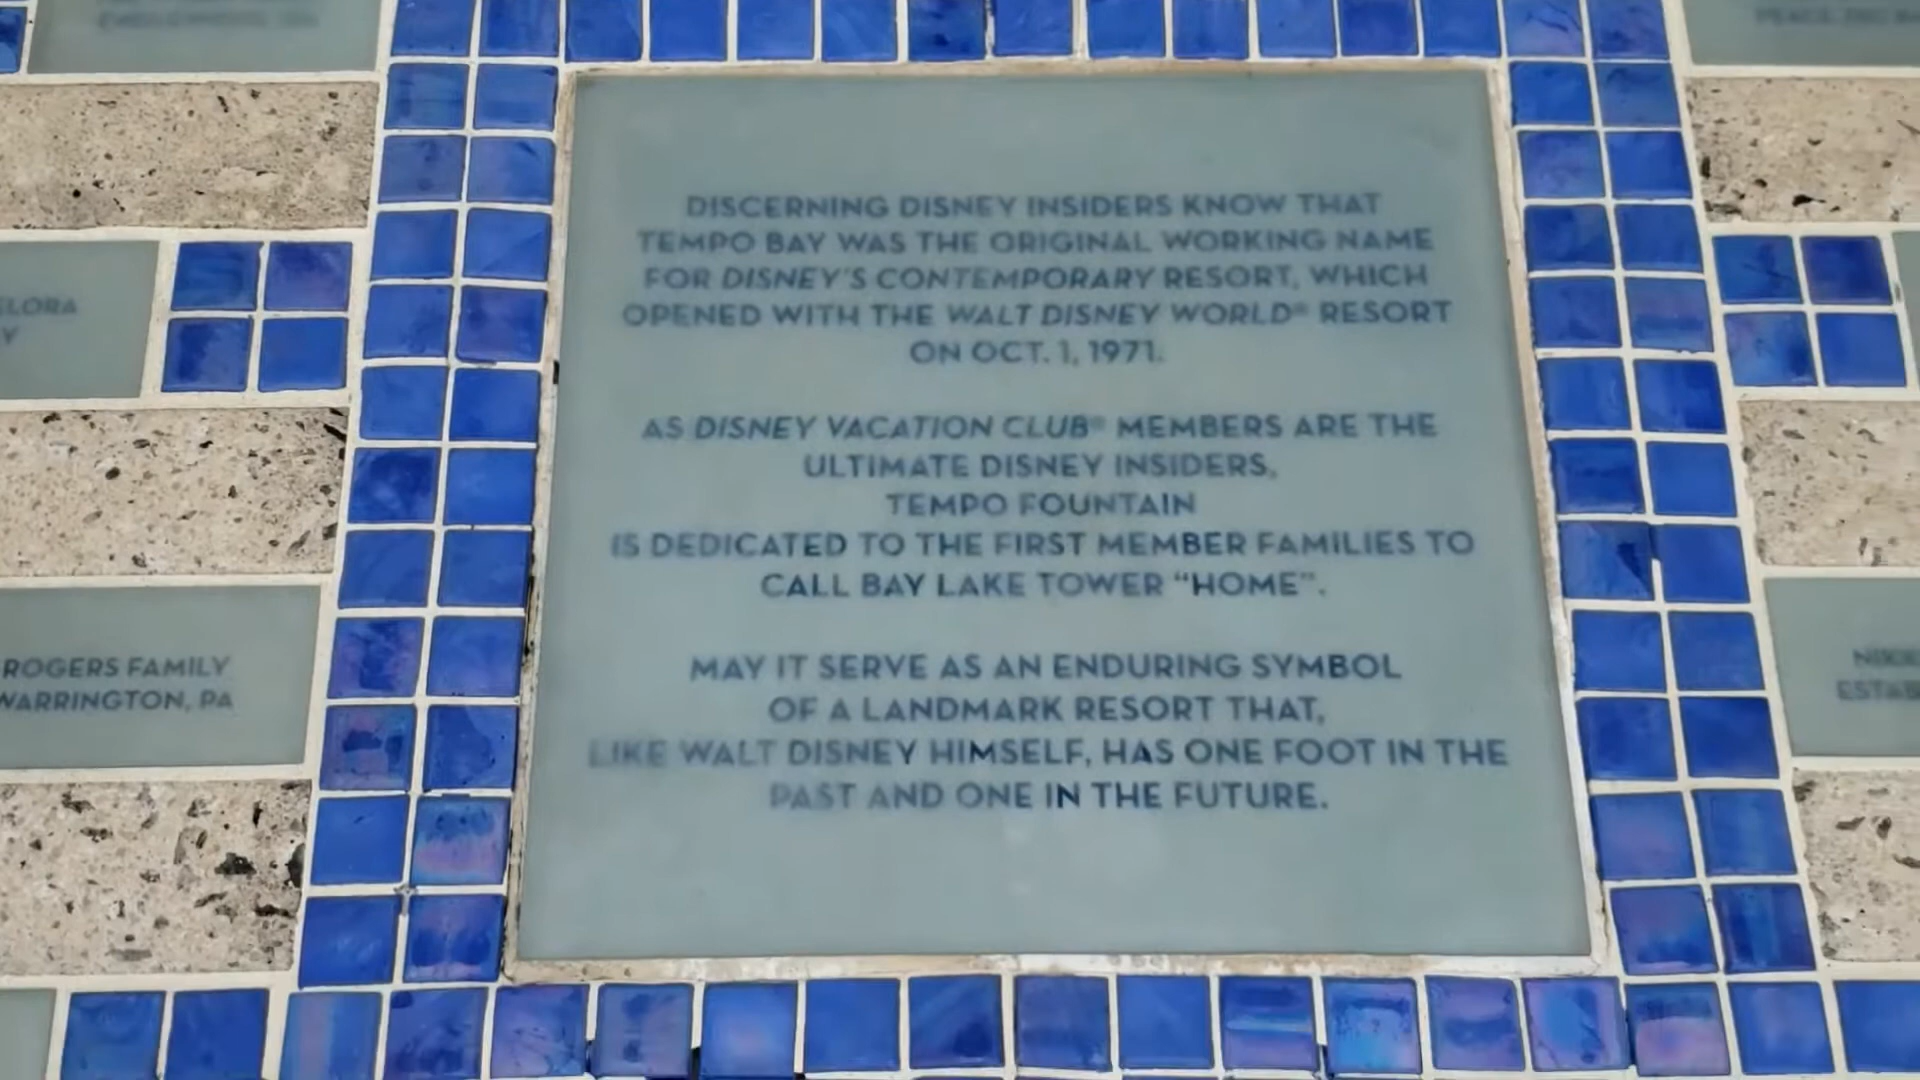 DISCERNING DISNEY INSIDERS KNOW THAT
TEMPO BAY WAS THE ORIGINAL WORKING NAME
FOR DISNEY'S CONTEMPORARY RESORT, WHICH
OPENED WITH THE WALT DISNEY WORLD® RESORT
ON OCT. 1, 1971.
AS DISNEY VACATION CLUB® MEMBERS ARE THE
ULTIMATE DISNEY INSIDERS,
TEMPO FOUNTAIN
IS DEDICATED TO THE FIRST MEMBER FAMILIES TO
CALL BAY LAKE TOWER “HOME”.
MAY IT SERVE AS AN ENDURING SYMBOL
OF A LANDMARK RESORT THAT,
LIKE WALT DISNEY HIMSELF, HAS ONE FOOT IN THE
PAST AND ONE IN THE FUTURE.
ELORA
Y
ROGERS FAMILY
WARRINGTON, PA
ESTAB